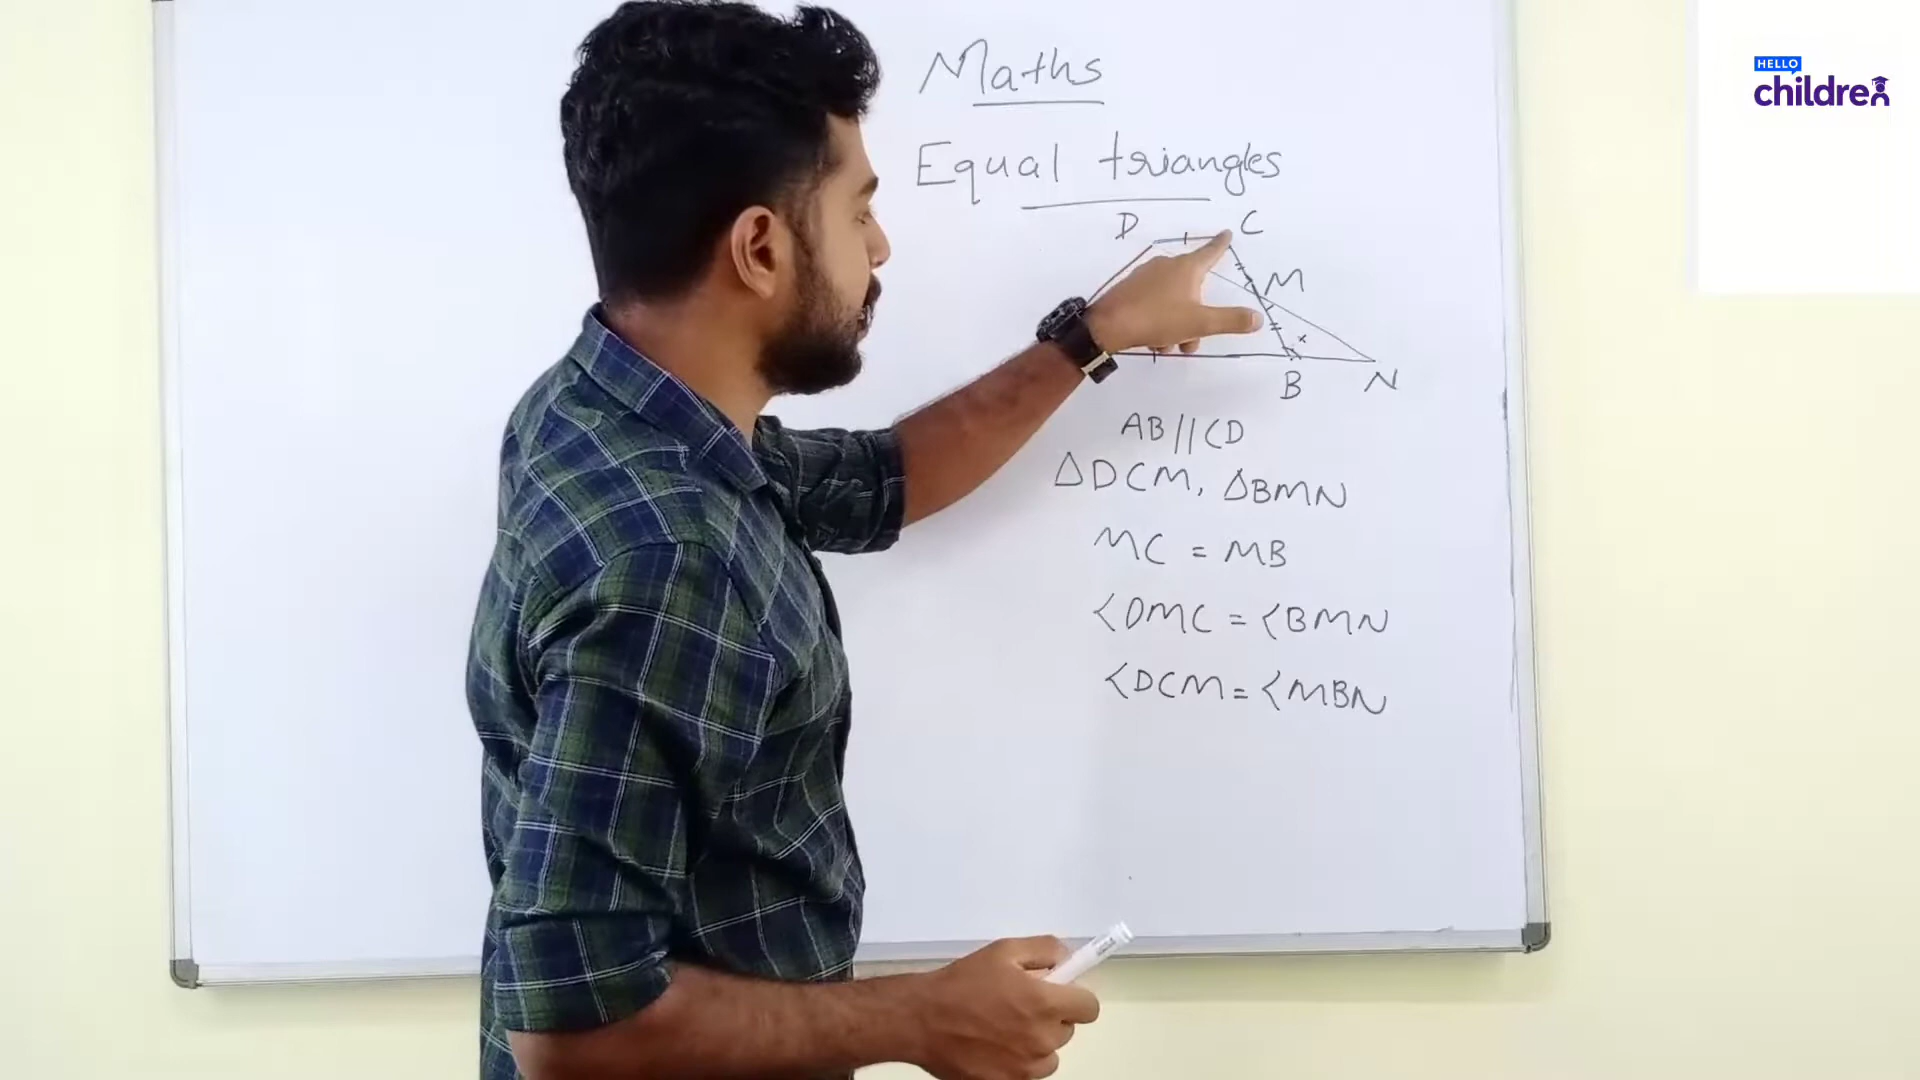 HELLO
children
Maths
Equal triangles
D C
M
B N
AB//CD
△DCM, △BMN
MC = MB
<DMC = <BMN
<DCM = <MBN